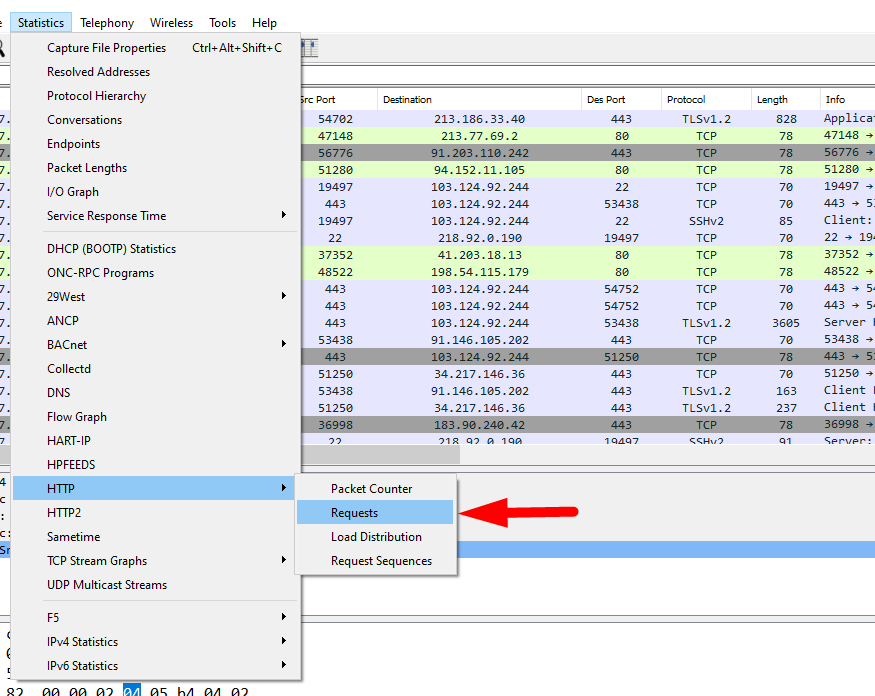 Statistics Telephony Wireless Tools Help
Capture File Properties Ctrl+Alt+Shift+C
Resolved Addresses
Protocol Hierarchy
Conversations
Endpoints
Packet Lengths
I/O Graph
Service Response Time
DHCP (BOOTP) Statistics
ONC-RPC Programs
29West
ANCP
BACnet
Collectd
DNS
Flow Graph
HART-IP
HPFEEDS
HTTP
HTTP2
Sametime
TCP Stream Graphs
UDP Multicast Streams
F5
IPv4 Statistics
IPv6 Statistics
Packet Counter
Requests
Load Distribution
Request Sequences
Src Port Destination Des Port Protocol Length Info
54702 213.186.33.40 443 TLSv1.2 828 Applica
47148 213.77.69.2 80 TCP 78 47148 →
56776 91.203.110.242 443 TCP 78 56776 →
51280 94.152.11.105 80 TCP 78 51280 →
19497 103.124.92.244 22 TCP 70 19497 →
443 103.124.92.244 53438 TCP 70 443 → 53
19497 103.124.92.244 22 SSHv2 85 Client:
22 218.92.0.190 19497 TCP 70 22 → 194
37352 41.203.18.13 80 TCP 78 37352 →
48522 198.54.115.179 80 TCP 78 48522 →
443 103.124.92.244 54752 TCP 70 443 → 54
443 103.124.92.244 54752 TCP 70 443 → 54
443 103.124.92.244 53438 TLSv1.2 3605 Server
53438 91.146.105.202 443 TCP 70 53438 →
443 103.124.92.244 51250 TCP 78 443 → 51
51250 34.217.146.36 443 TCP 70 51250 →
53438 91.146.105.202 443 TLSv1.2 163 Client
51250 34.217.146.36 443 TLSv1.2 237 Client
36998 183.90.240.42 443 TCP 78 36998 →
22 218.92.0.190 19497 SSHv2 91 Server:
82 00 00 02 04 05 b4 04 02